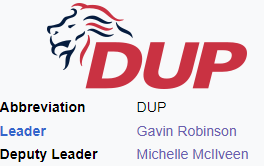 DUP
Abbreviation DUP
Leader Gavin Robinson
Deputy Leader Michelle McIlveen